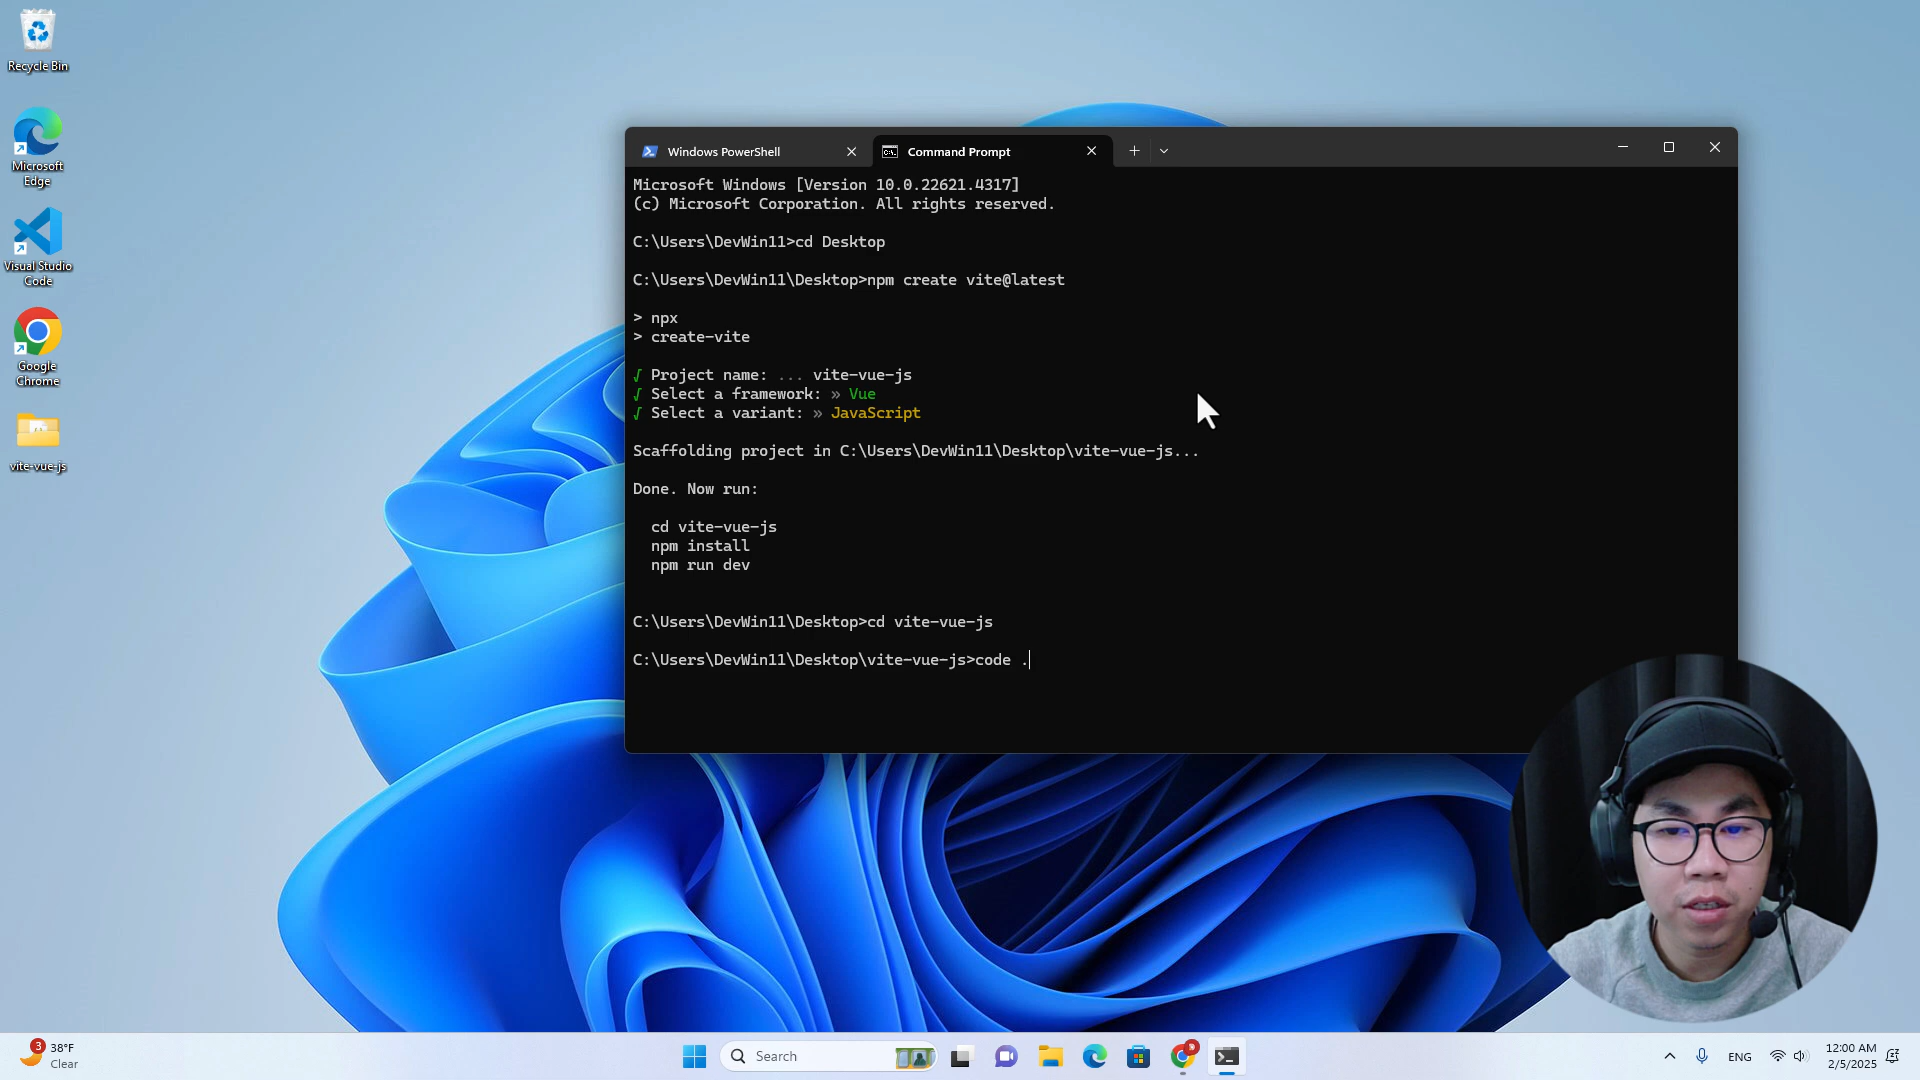 Recycle Bin
Microsoft
Edge
Visual Studio
Code
Google
Chrome
vite-vue-js
Windows PowerShell
Command Prompt
Microsoft Windows [Version 10.0.22621.4317]
(c) Microsoft Corporation. All rights reserved.
C:\Users\DevWin11>cd Desktop
C:\Users\DevWin11\Desktop>npm create vite@latest
> npx
> create-vite
√ Project name: ... vite-vue-js
√ Select a framework: » Vue
√ Select a variant: » JavaScript
Scaffolding project in C:\Users\DevWin11\Desktop\vite-vue-js...
Done. Now run:
cd vite-vue-js
npm install
npm run dev
C:\Users\DevWin11\Desktop>cd vite-vue-js
C:\Users\DevWin11\Desktop\vite-vue-js>code .
3
38°F
Clear
Search
ENG
12:00 AM
2/5/2025